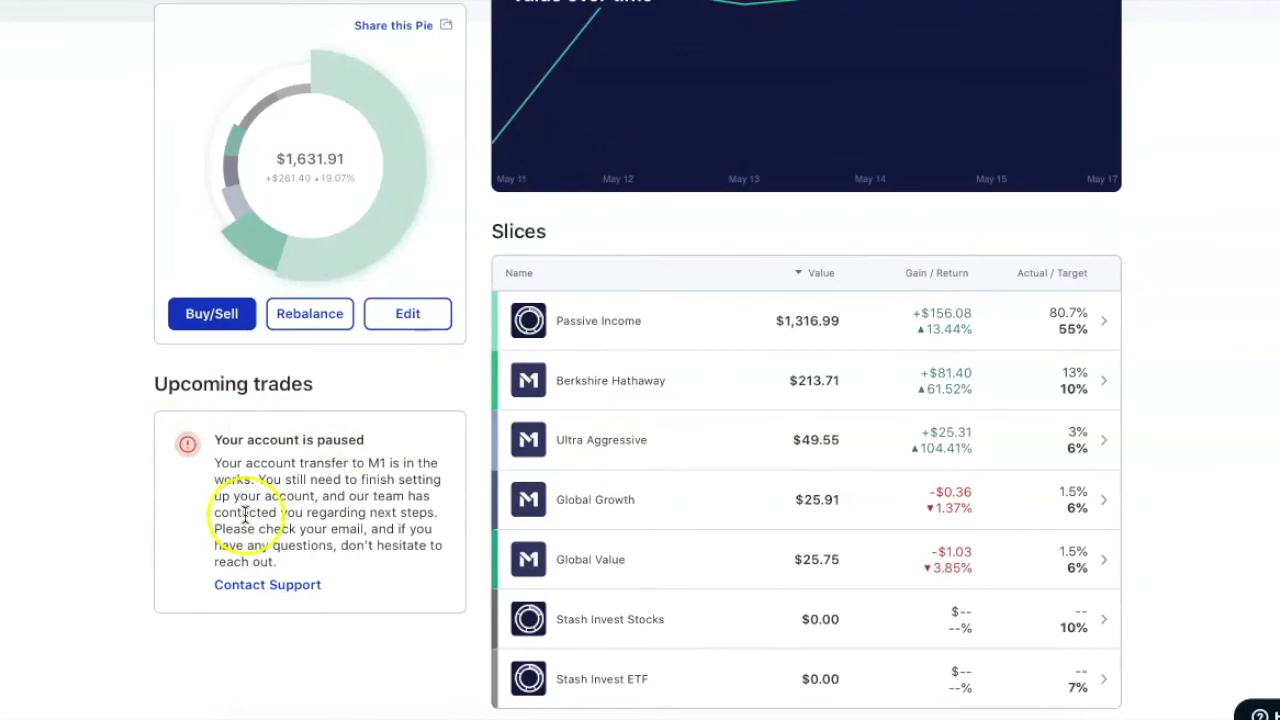 Share this Pie
$1,631.91
+$261.40 ▲19.07%
Buy/Sell
Rebalance
Edit
Upcoming trades
Your account is paused
Your account transfer to M1 is in the
works. You still need to finish setting
up your account, and our team has
contacted you regarding next steps.
Please check your email, and if you
have any questions, don't hesitate to
reach out.
Contact Support
May 11 May 12 May 13 May 14 May 15 May 17
Slices
Name ▼ Value Gain / Return Actual / Target
Passive Income $1,316.99 +$156.08 80.7%
▲13.44% 55%
Berkshire Hathaway $213.71 +$81.40 13%
▲61.52% 10%
Ultra Aggressive $49.55 +$25.31 3%
▲104.41% 6%
Global Growth $25.91 -$0.36 1.5%
▼1.37% 6%
Global Value $25.75 -$1.03 1.5%
▼3.85% 6%
Stash Invest Stocks $0.00 $-- --
--% 10%
Stash Invest ETF $0.00 $-- --
--% 7%